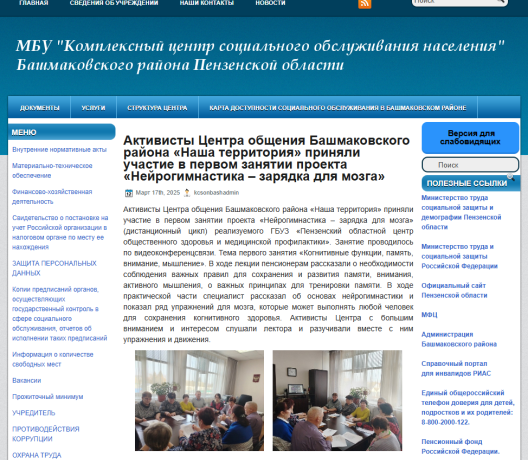 ГЛАВНАЯ СВЕДЕНИЯ ОБ УЧРЕЖДЕНИИ НАШИ КОНТАКТЫ НОВОСТИ
Поиск
МБУ "Комплексный центр социального обслуживания населения"
Башмаковского района Пензенской области
ДОКУМЕНТЫ УСЛУГИ СТРУКТУРА ЦЕНТРА КАРТА ДОСТУПНОСТИ СОЦИАЛЬНОГО ОБСЛУЖИВАНИЯ В БАШМАКОВСКОМ РАЙОНЕ
МЕНЮ
Внутренние нормативные акты
Материально-техническое
обеспечение
Финансово-хозяйственная
деятельность
Свидетельство о постановке на
учет Российской организации в
налоговом органе по месту ее
нахождения
ЗАЩИТА ПЕРСОНАЛЬНЫХ
ДАННЫХ
Копии предписаний органов,
осуществляющих
государственный контроль в
сфере социального
обслуживания, отчетов об
исполнении таких предписаний
Информация о количестве
свободных мест
Вакансии
Прожиточный минимум
УЧРЕДИТЕЛЬ
ПРОТИВОДЕЙСТВИЯ
КОРРУПЦИИ
ОХРАНА ТРУДА
Активисты Центра общения Башмаковского
района «Наша территория» приняли
участие в первом занятии проекта
«Нейрогимнастика – зарядка для мозга»
Март 17th, 2025 kcsonbashadmin
Активисты Центра общения Башмаковского района «Наша территория» приняли
участие в первом занятии проекта «Нейрогимнастика – зарядка для мозга»
(дистанционный цикл) реализуемого ГБУЗ «Пензенский областной центр
общественного здоровья и медицинской профилактики». Занятие проводилось
по видеоконференцсвязи. Тема первого занятия «Когнитивные функции, память,
внимание, мышление». В ходе лекции пенсионерам рассказали о необходимости
соблюдения важных правил для сохранения и развития памяти, внимания,
активного мышления, о важных принципах для тренировки памяти. В ходе
практической части специалист рассказал об основах нейрогимнастики и
показал ряд упражнений для мозга, которые может выполнять любой человек
для сохранения когнитивного здоровья. Активисты Центра с большим
вниманием и интересом слушали лектора и разучивали вместе с ним
упражнения и движения.
Версия для
слабовидящих
Поиск
ПОЛЕЗНЫЕ ССЫЛКИ
Министерство труда
социальной защиты и
демографии Пензенской
области
Министерство труда и
социальной защиты
Российской Федерации.
Официальный сайт
Пензенской области
МФЦ
Администрация
Башмаковского района
Справочный портал
для инвалидов РИАС
Единый общероссийский
телефон доверия для детей,
подростков и их родителей:
8-800-2000-122.
Пенсионный фонд
Российской Федерации.